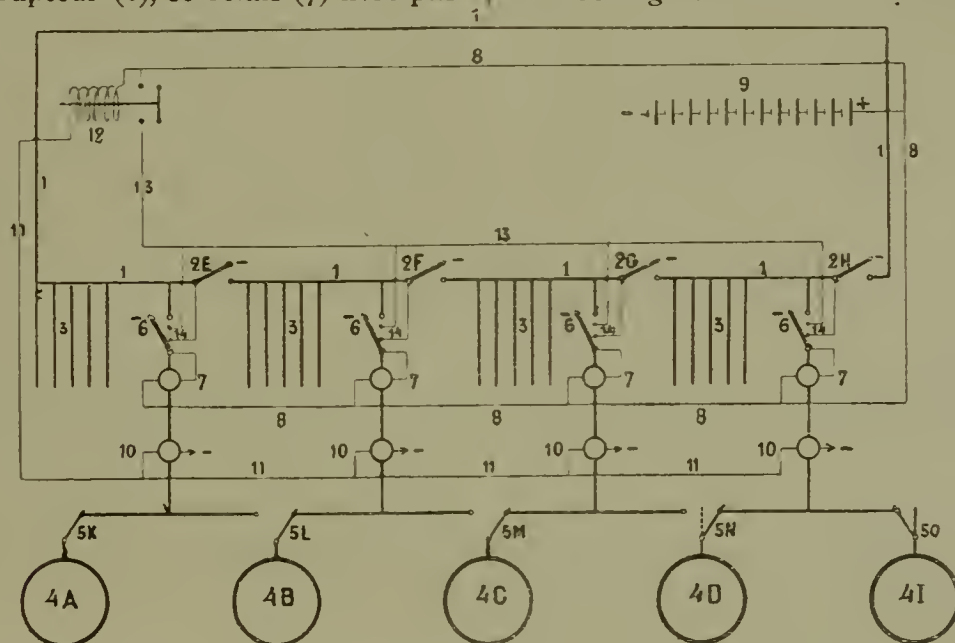 1
8
9
- +
12
1 13 1 8
11
13
1 2E - 1 2F - 1 2G - 1 2H -
3 -6 14 3 -6 14 3 -6 14 3 -6 14
7 7 7 7
8 8 8
10 - 10 - 10 - 10 -
11 11 11
5K 5L 5M 5N 5O
4A 4B 4C 4D 4I